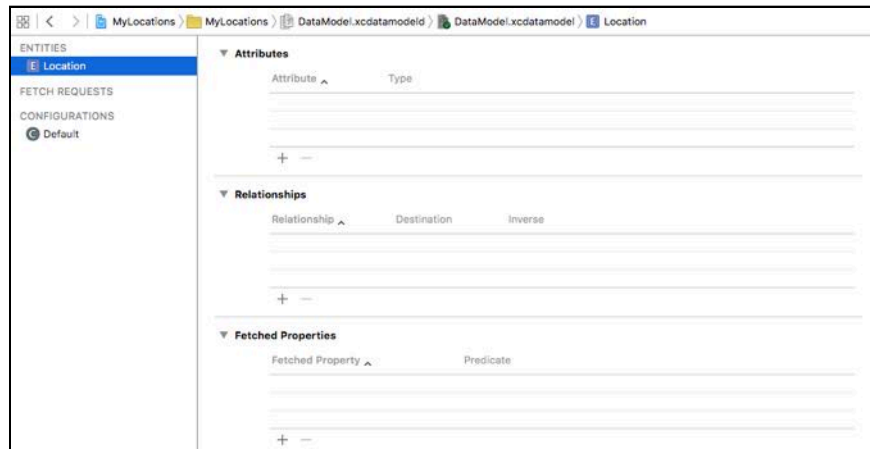 MyLocations MyLocations DataModel.xcdatamodeld DataModel.xcdatamodel E Location
ENTITIES
E Location
FETCH REQUESTS
CONFIGURATIONS
C Default
Attributes
Attribute Type
+ −
Relationships
Relationship Destination Inverse
+ −
Fetched Properties
Fetched Property Predicate
+ −